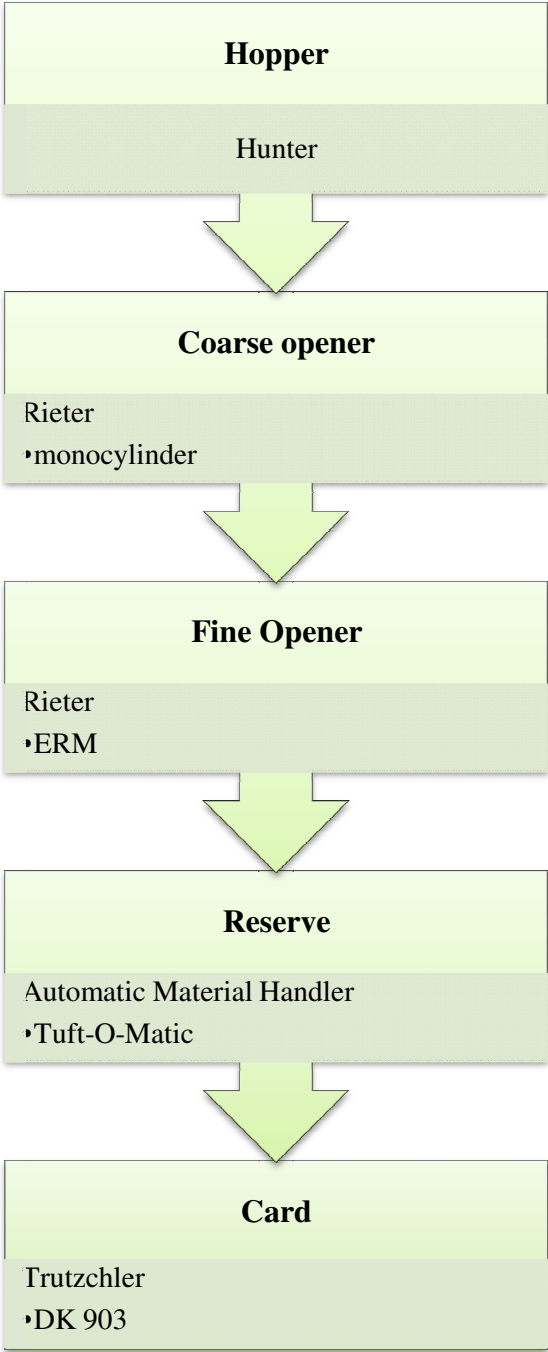 Hopper
Hunter
Coarse opener
Rieter
•monocylinder
Fine Opener
Rieter
•ERM
Reserve
Automatic Material Handler
•Tuft-O-Matic
Card
Trutzchler
•DK 903